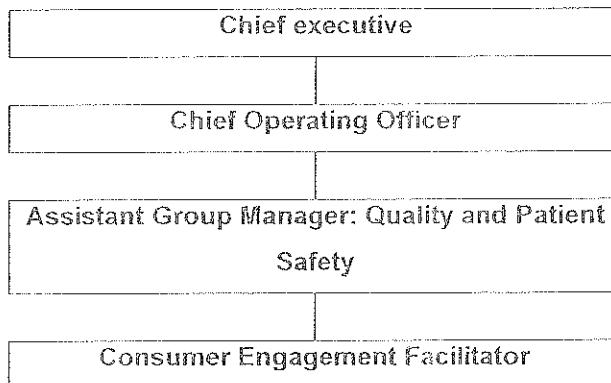 Chief executive
Chief Operating Officer
Assistant Group Manager: Quality and Patient
Safety
Consumer Engagement Facilitator